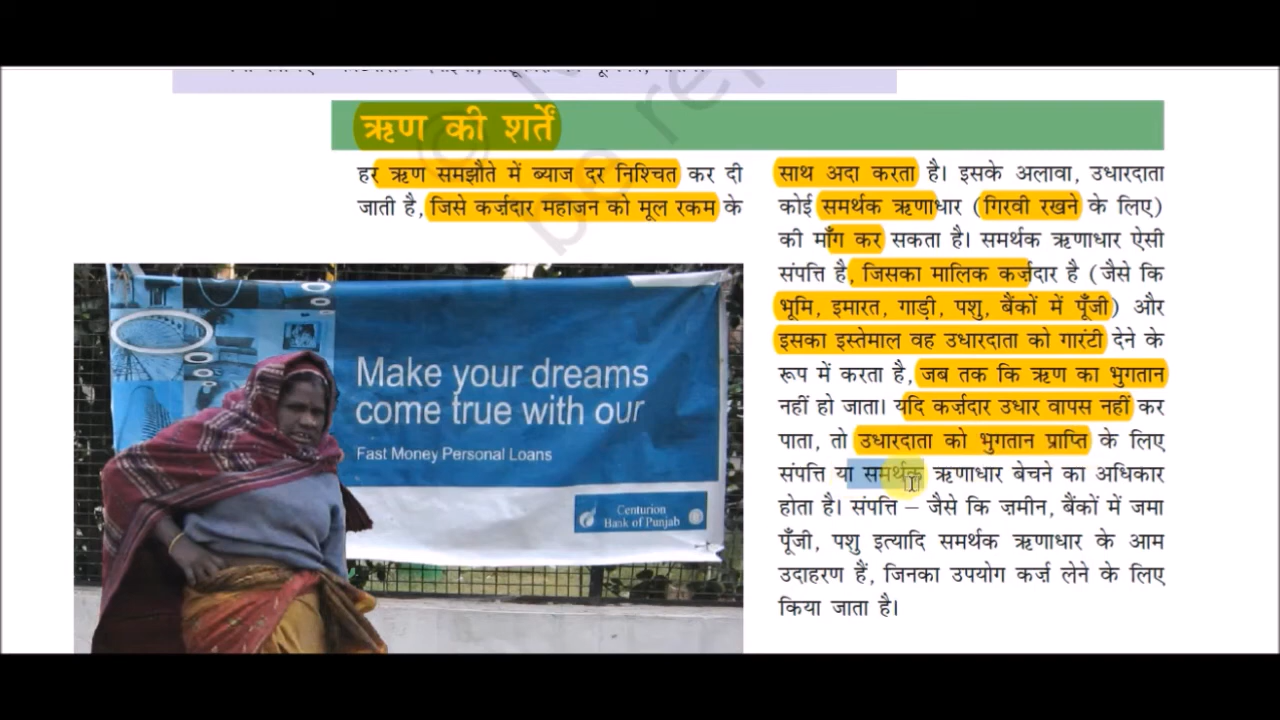 ऋण की शर्तें
हर ऋण समझौते में ब्याज दर निश्चित कर दी
जाती है, जिसे कर्ज़दार महाजन को मूल रकम के
साथ अदा करता है। इसके अलावा, उधारदाता
कोई समर्थक ऋणाधार (गिरवी रखने के लिए)
की माँग कर सकता है। समर्थक ऋणाधार ऐसी
संपत्ति है, जिसका मालिक कर्ज़दार है (जैसे कि
भूमि, इमारत, गाड़ी, पशु, बैंकों में पूँजी) और
इसका इस्तेमाल वह उधारदाता को गारंटी देने के
रूप में करता है, जब तक कि ऋण का भुगतान
नहीं हो जाता। यदि कर्ज़दार उधार वापस नहीं कर
पाता, तो उधारदाता को भुगतान प्राप्ति के लिए
संपत्ति या समर्थक ऋणाधार बेचने का अधिकार
होता है। संपत्ति – जैसे कि ज़मीन, बैंकों में जमा
पूँजी, पशु इत्यादि समर्थक ऋणाधार के आम
उदाहरण हैं, जिनका उपयोग कर्ज लेने के लिए
किया जाता है।
Make your dreams
come true with our
Fast Money Personal Loans
Centurion
Bank of Punjab
be re